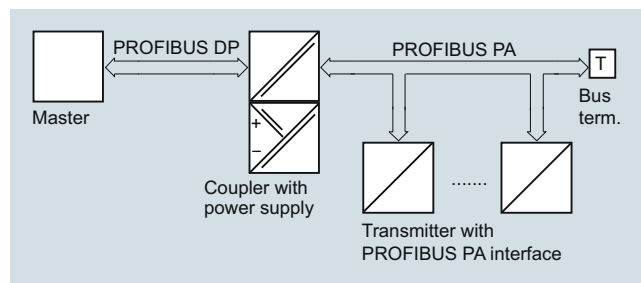 PROFIBUS DP
PROFIBUS PA
T
Master
Bus
term.
+
–
Coupler with
power supply
.......
Transmitter with
PROFIBUS PA interface